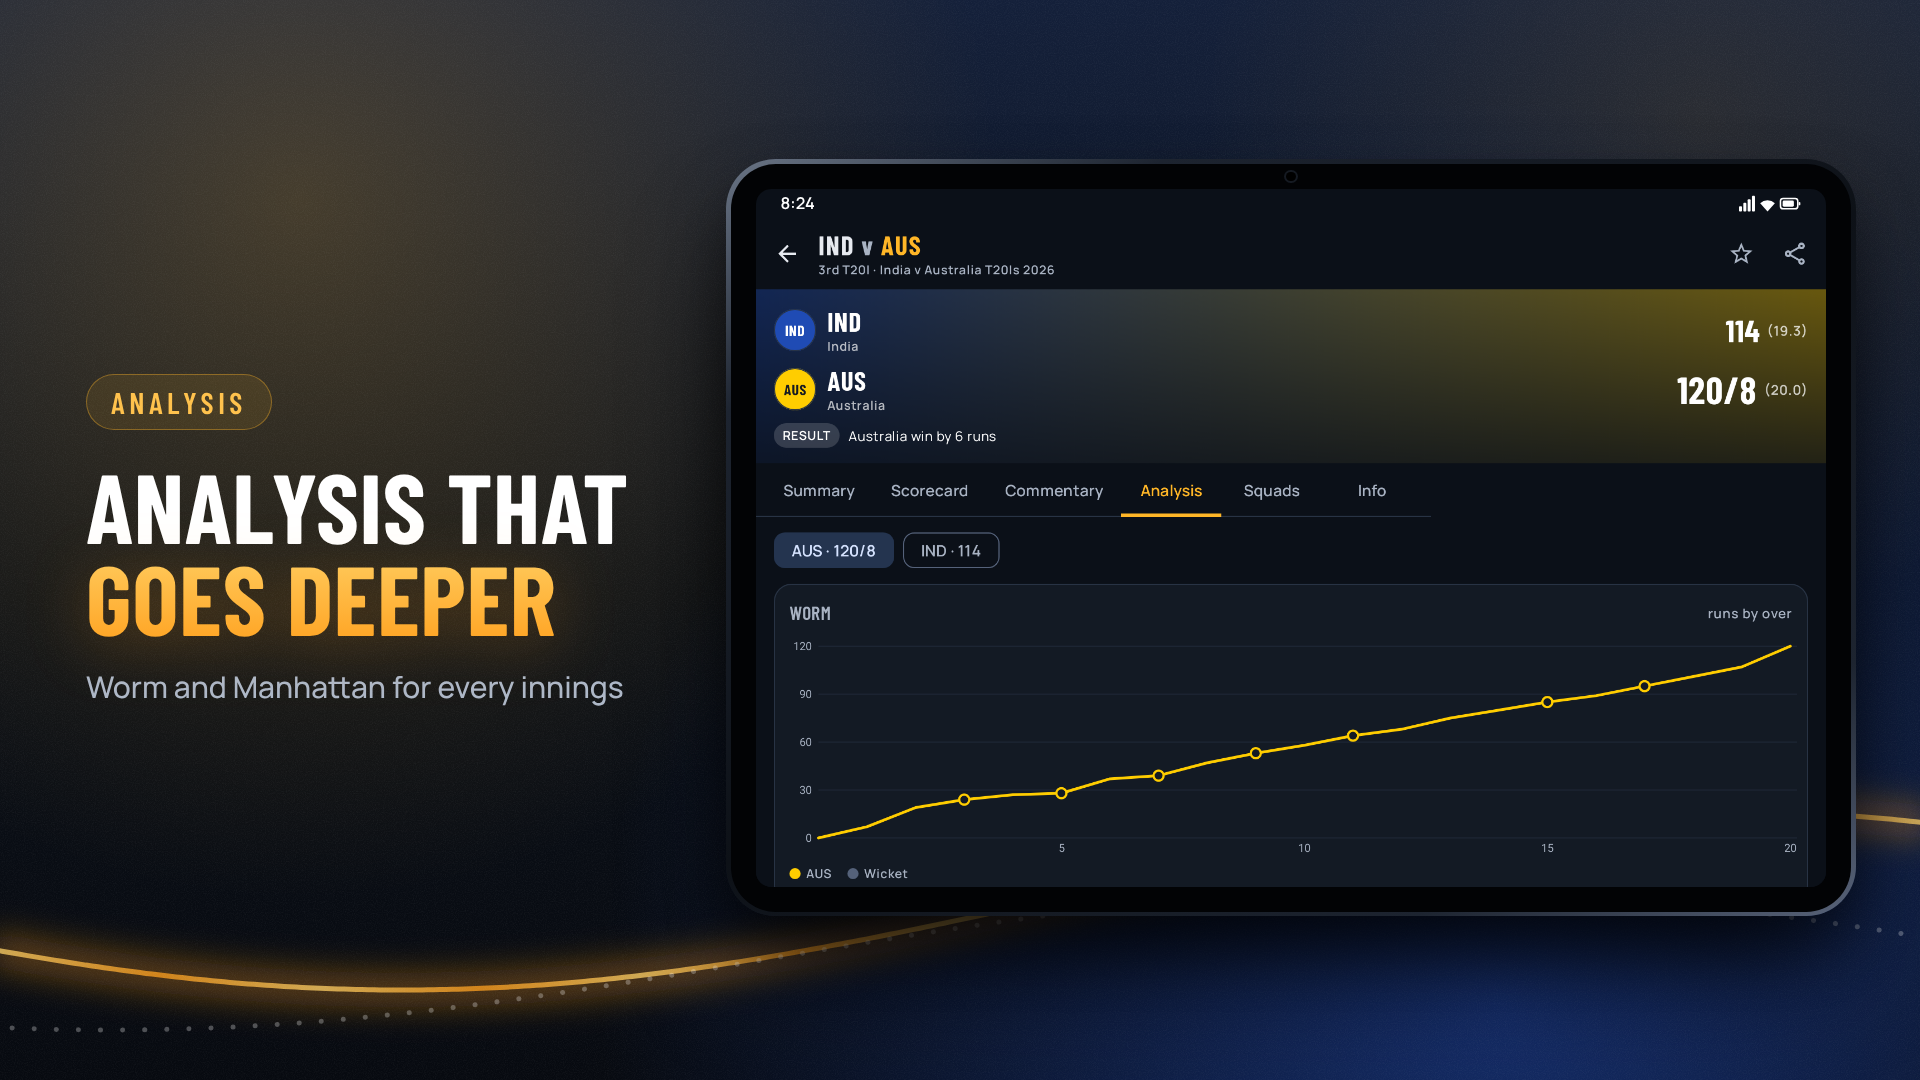 ANALYSIS
ANALYSIS THAT
GOES DEEPER
Worm and Manhattan for every innings
8:24
IND v AUS
3rd T20I · India v Australia T20Is 2026
IND
IND
India
114 (19.3)
AUS
AUS
Australia
120/8 (20.0)
RESULT Australia win by 6 runs
Summary Scorecard Commentary Analysis Squads Info
AUS · 120/8 IND · 114
WORM runs by over
120
90
60
30
0
5 10 15 20
AUS Wicket